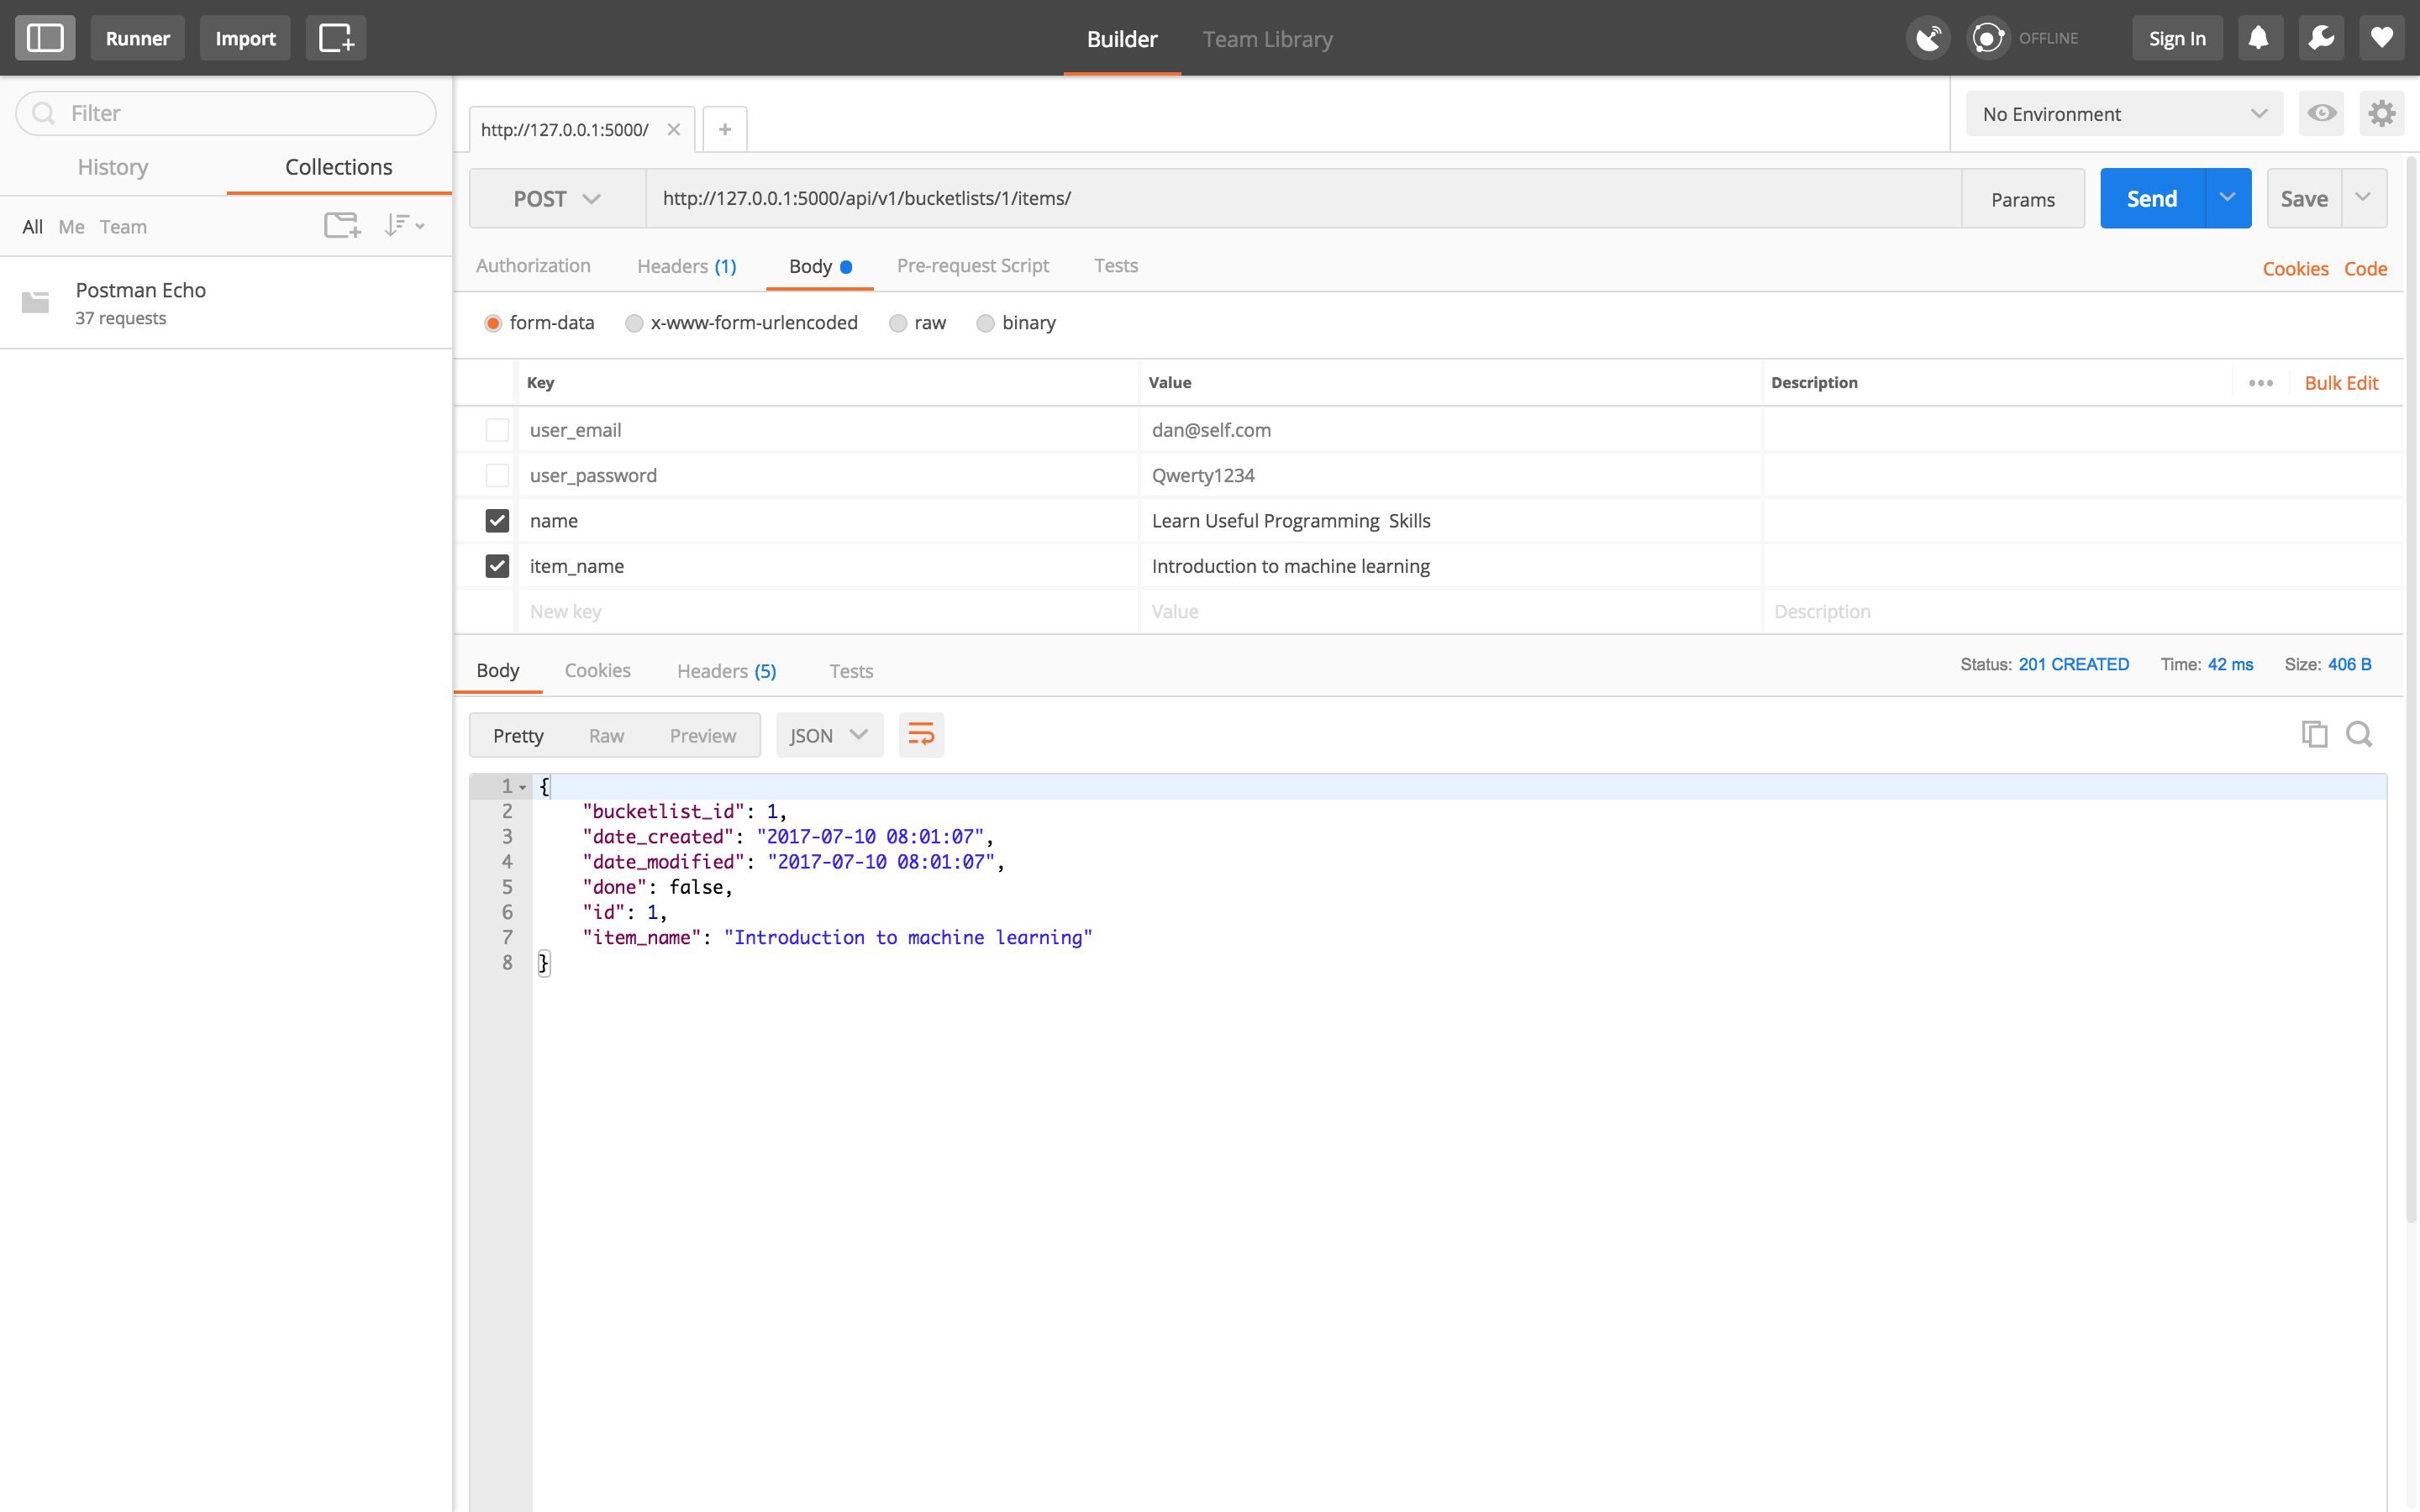 Runner Import Builder Team Library OFFLINE Sign In
Filter
http://127.0.0.1:5000/ No Environment
History Collections
POST http://127.0.0.1:5000/api/v1/bucketlists/1/items/ Params Send Save
All Me Team
Authorization Headers (1) Body Pre-request Script Tests Cookies Code
Postman Echo
37 requests
form-data x-www-form-urlencoded raw binary
Key Value Description Bulk Edit
user_email dan@self.com
user_password Qwerty1234
name Learn Useful Programming  Skills
item_name Introduction to machine learning
New key Value Description
Body Cookies Headers (5) Tests Status: 201 CREATED Time: 42 ms Size: 406 B
Pretty Raw Preview JSON
1 {
2 "bucketlist_id": 1,
3 "date_created": "2017-07-10 08:01:07",
4 "date_modified": "2017-07-10 08:01:07",
5 "done": false,
6 "id": 1,
7 "item_name": "Introduction to machine learning"
8 }